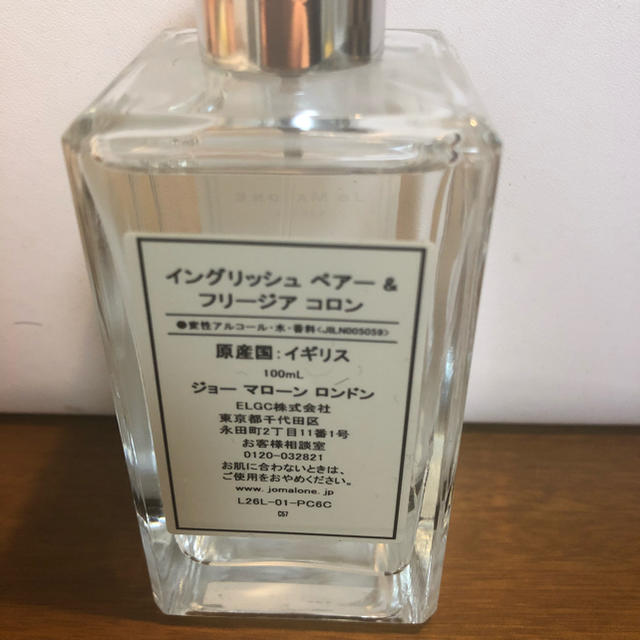 JO MALONE
イングリッシュ ペアー &
フリージア コロン
●変性アルコール・水・香料<JILN005059>
原産国:イギリス
100mL
ジョー マローン ロンドン
ELGC株式会社
東京都千代田区
永田町2丁目11番1号
お客様相談室
0120-032821
お肌に合わないときは、
ご使用をおやめください。
www.jomalone.jp
L26L-01-PC6C
C57